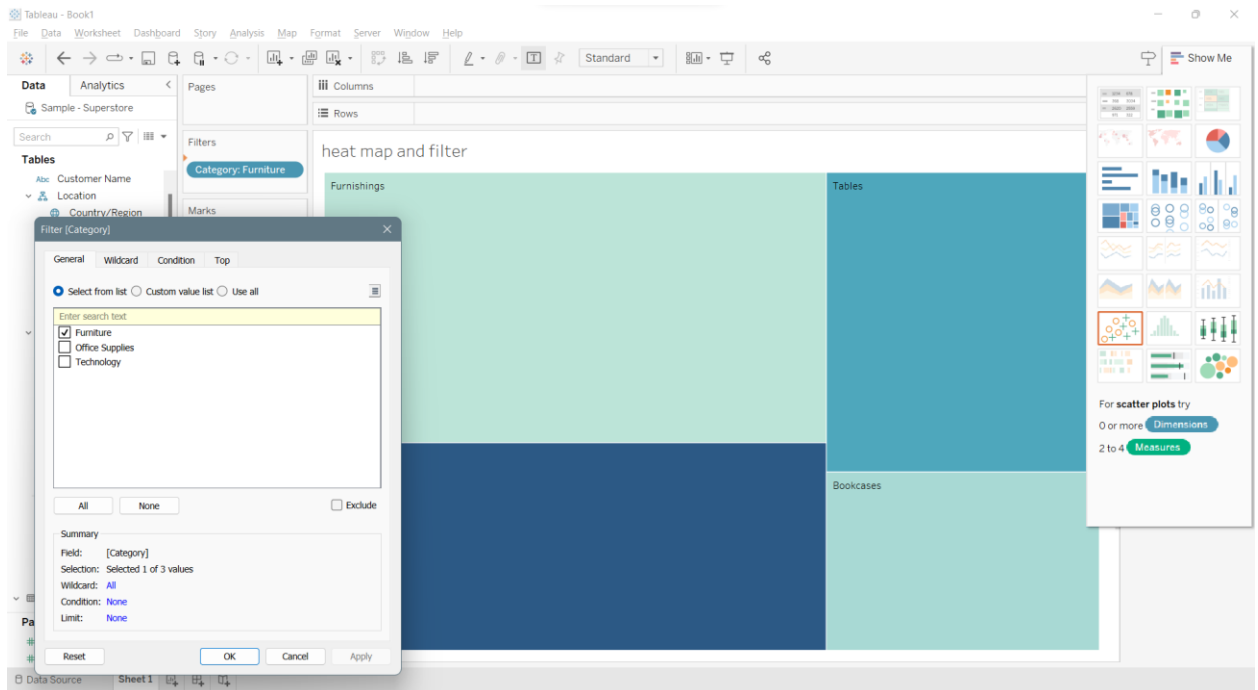 Tableau - Book1
File Data Worksheet Dashboard Story Analysis Map Format Server Window Help
Standard
Show Me
Data Analytics
Pages
Columns
Sample - Superstore
Rows
Search
Filters
heat map and filter
Tables
Category: Furniture
Abc Customer Name
Furnishings
Tables
Location
Country/Region
Marks
Filter [Category]
General Wildcard Condition Top
Select from list Custom value list Use all
Enter search text
Furniture
Office Supplies
Technology
For scatter plots try
0 or more Dimensions
2 to 4 Measures
Bookcases
All None Exclude
Summary
Field: [Category]
Selection: Selected 1 of 3 values
Wildcard: All
Condition: None
Limit: None
Pa
Reset OK Cancel Apply
Data Source Sheet 1